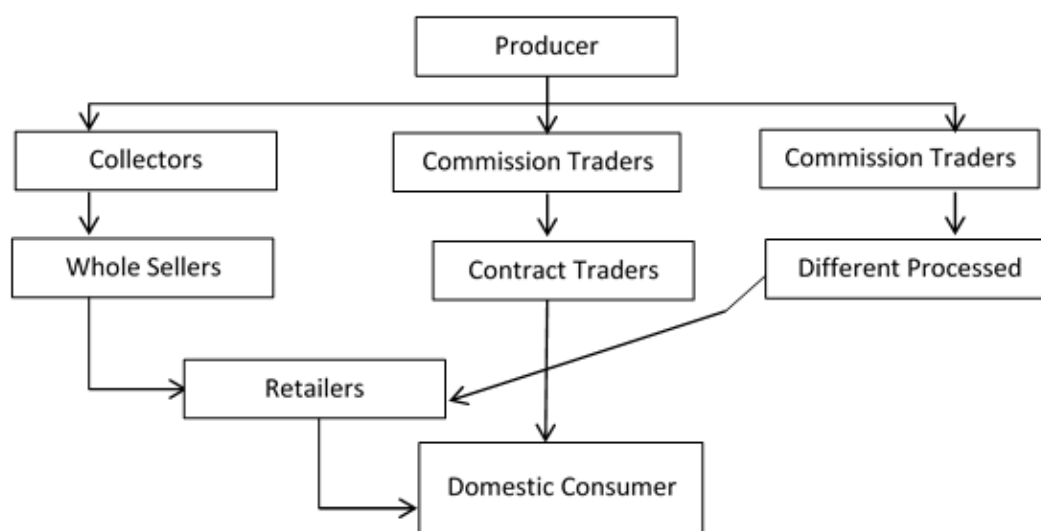 Producer
Collectors
Commission Traders
Commission Traders
Whole Sellers
Contract Traders
Different Processed
Retailers
Domestic Consumer